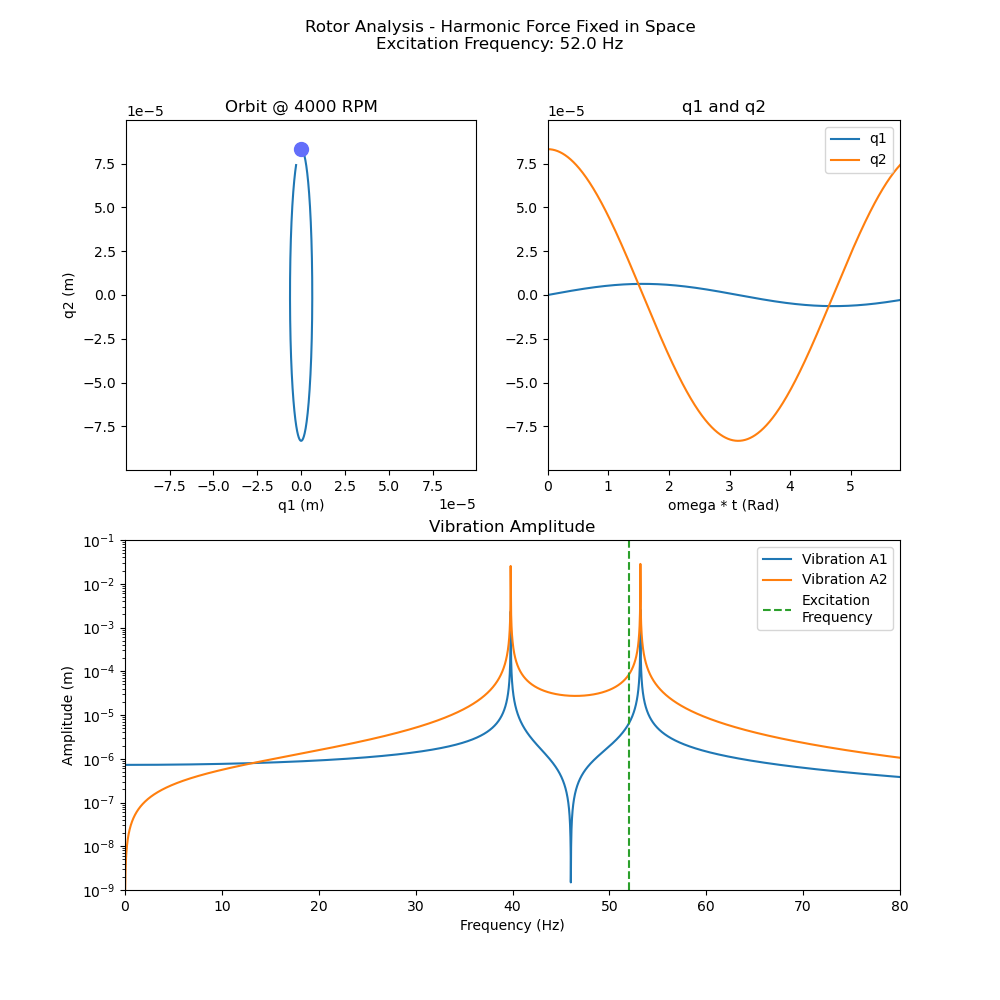 Rotor Analysis - Harmonic Force Fixed in Space
Excitation Frequency: 52.0 Hz
Orbit @ 4000 RPM
1e−5
7.5
5.0
2.5
0.0
−2.5
−5.0
−7.5
q2 (m)
−7.5 −5.0 −2.5 0.0 2.5 5.0 7.5
q1 (m)
1e−5
q1 and q2
1e−5
q1
q2
7.5
5.0
2.5
0.0
−2.5
−5.0
−7.5
0 1 2 3 4 5
omega * t (Rad)
Vibration Amplitude
Vibration A1
Vibration A2
Excitation
Frequency
10⁻¹
10⁻²
10⁻³
10⁻⁴
10⁻⁵
10⁻⁶
10⁻⁷
10⁻⁸
10⁻⁹
Amplitude (m)
0 10 20 30 40 50 60 70 80
Frequency (Hz)